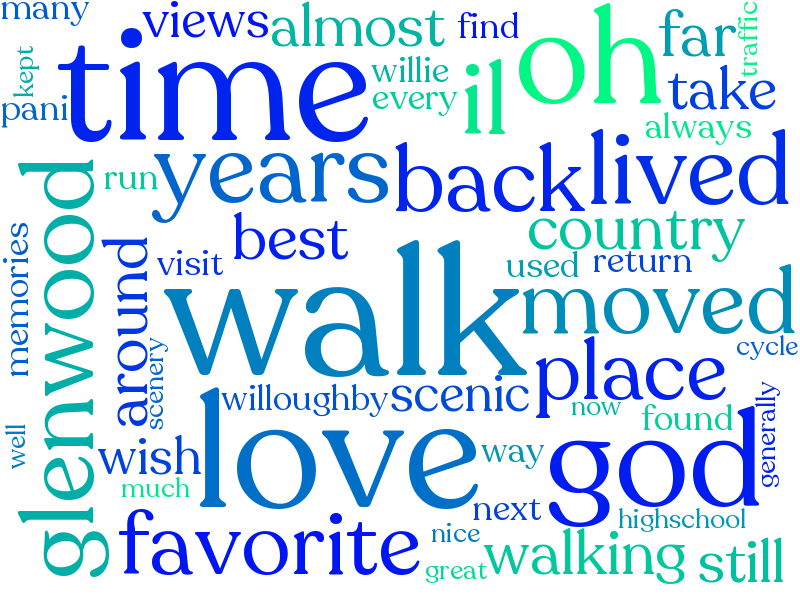 many
views
almost
find
oh
far
traffic
kept
time
willie
il
take
pani
every
always
run
years
back
lived
glenwood
best
country
memories
around
visit
used
return
walk
moved
scenery
place
cycle
willoughby
scenic
now
found
generally
well
wish
love
way
god
much
next
highschool
favorite
nice
walking
still
great